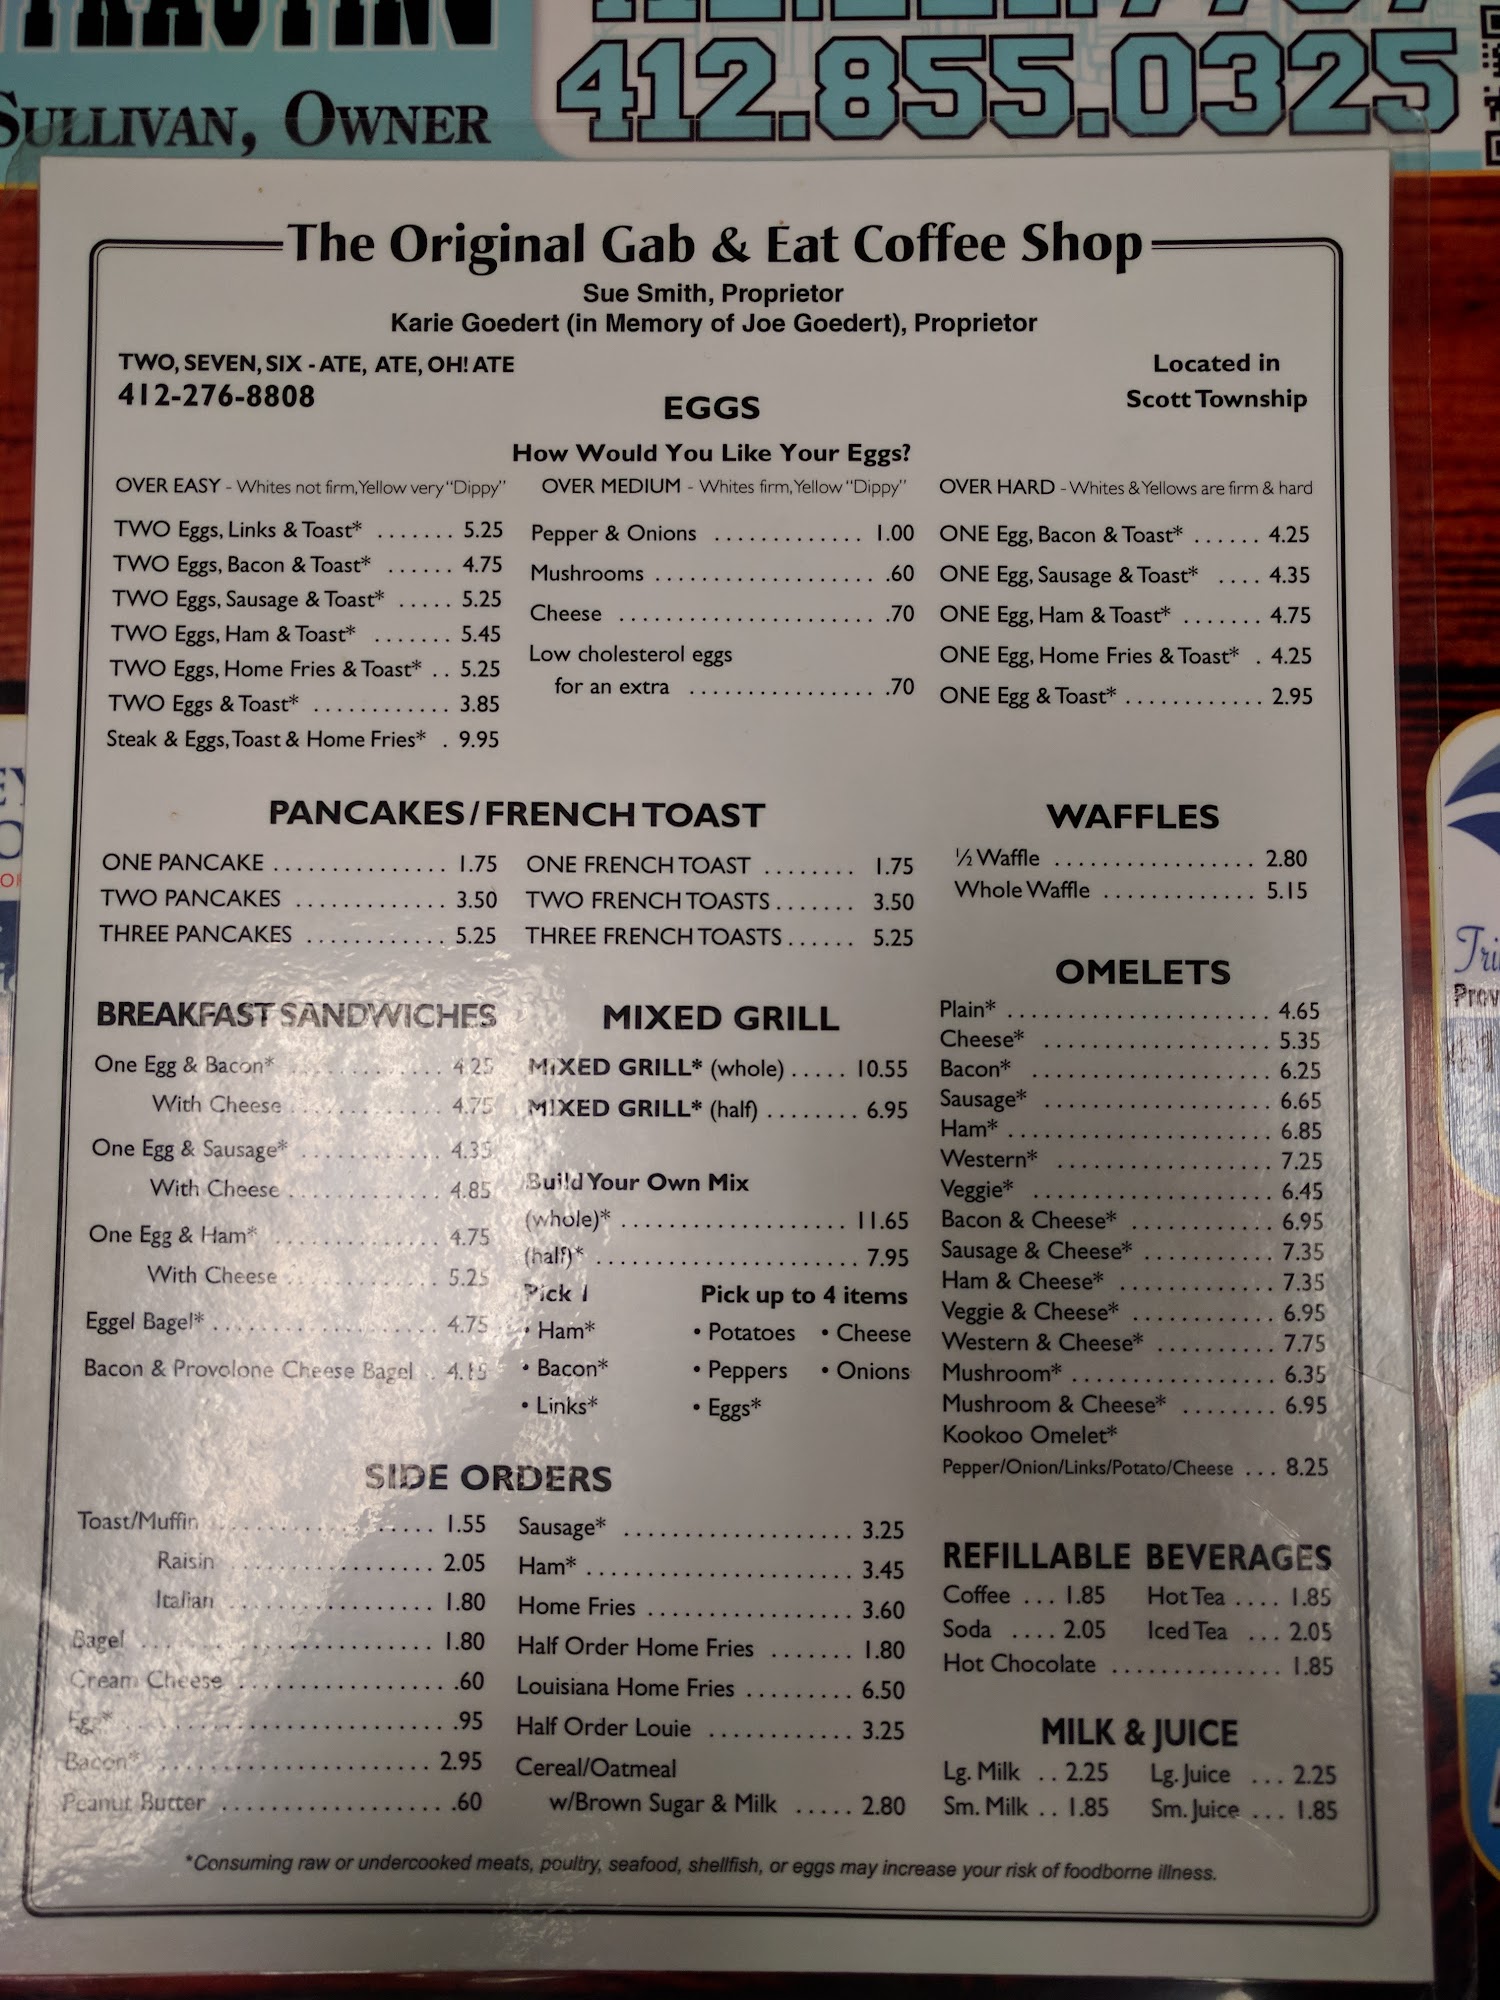 SULLIVAN, OWNER
412.855.0325
The Original Gab & Eat Coffee Shop
Sue Smith, Proprietor
Karie Goedert (in Memory of Joe Goedert), Proprietor
TWO, SEVEN, SIX - ATE, ATE, OH! ATE
412-276-8808
Located in
Scott Township
EGGS
How Would You Like Your Eggs?
OVER EASY - Whites not firm, Yellow very "Dippy"
OVER MEDIUM - Whites firm, Yellow "Dippy"
OVER HARD - Whites & Yellows are firm & hard
TWO Eggs, Links & Toast* ....... 5.25
TWO Eggs, Bacon & Toast* ...... 4.75
TWO Eggs, Sausage & Toast* ..... 5.25
TWO Eggs, Ham & Toast* ....... 5.45
TWO Eggs, Home Fries & Toast* .. 5.25
TWO Eggs & Toast* ............ 3.85
Steak & Eggs, Toast & Home Fries* . 9.95
Pepper & Onions ............. 1.00
Mushrooms ................... .60
Cheese ...................... .70
Low cholesterol eggs
for an extra ................ .70
ONE Egg, Bacon & Toast* ...... 4.25
ONE Egg, Sausage & Toast* .... 4.35
ONE Egg, Ham & Toast* ....... 4.75
ONE Egg, Home Fries & Toast* . 4.25
ONE Egg & Toast* ............ 2.95
PANCAKES/FRENCH TOAST
ONE PANCAKE ............... 1.75
TWO PANCAKES ............. 3.50
THREE PANCAKES ............ 5.25
ONE FRENCH TOAST ........ 1.75
TWO FRENCH TOASTS ....... 3.50
THREE FRENCH TOASTS ...... 5.25
WAFFLES
½ Waffle ................. 2.80
Whole Waffle ............. 5.15
BREAKFAST SANDWICHES
One Egg & Bacon* ............ 4.25
With Cheese ............ 4.75
One Egg & Sausage* ........... 4.35
With Cheese ............ 4.85
One Egg & Ham* ............. 4.75
With Cheese ............ 5.25
Eggel Bagel* ................. 4.75
Bacon & Provolone Cheese Bagel .. 4.15
MIXED GRILL
MIXED GRILL* (whole) ..... 10.55
MIXED GRILL* (half) ........ 6.95
Build Your Own Mix
(whole)* ................... 11.65
(half)* ...................... 7.95
Pick 1
• Ham*
• Bacon*
• Links*
Pick up to 4 items
• Potatoes • Cheese
• Peppers • Onions
• Eggs*
OMELETS
Plain* ...................... 4.65
Cheese* ................... 5.35
Bacon* .................... 6.25
Sausage* ................... 6.65
Ham* ...................... 6.85
Western* .................. 7.25
Veggie* .................... 6.45
Bacon & Cheese* ............ 6.95
Sausage & Cheese* ........... 7.35
Ham & Cheese* ............. 7.35
Veggie & Cheese* ............ 6.95
Western & Cheese* .......... 7.75
Mushroom* ................. 6.35
Mushroom & Cheese* ........ 6.95
Kookoo Omelet*
Pepper/Onion/Links/Potato/Cheese ... 8.25
SIDE ORDERS
Toast/Muffin .................. 1.55
Raisin ................. 2.05
Italian ................. 1.80
Bagel ........................ 1.80
Cream Cheese .................. .60
Egg* .......................... .95
Bacon* ....................... 2.95
Peanut Butter ................... .60
Sausage* ................... 3.25
Ham* ...................... 3.45
Home Fries ................. 3.60
Half Order Home Fries ....... 1.80
Louisiana Home Fries ......... 6.50
Half Order Louie ............ 3.25
Cereal/Oatmeal
w/Brown Sugar & Milk ..... 2.80
REFILLABLE BEVERAGES
Coffee ... 1.85 Hot Tea .... 1.85
Soda .... 2.05 Iced Tea ... 2.05
Hot Chocolate .............. 1.85
MILK & JUICE
Lg. Milk .. 2.25 Lg. Juice ... 2.25
Sm. Milk .. 1.85 Sm. Juice ... 1.85
*Consuming raw or undercooked meats, poultry, seafood, shellfish, or eggs may increase your risk of foodborne illness.